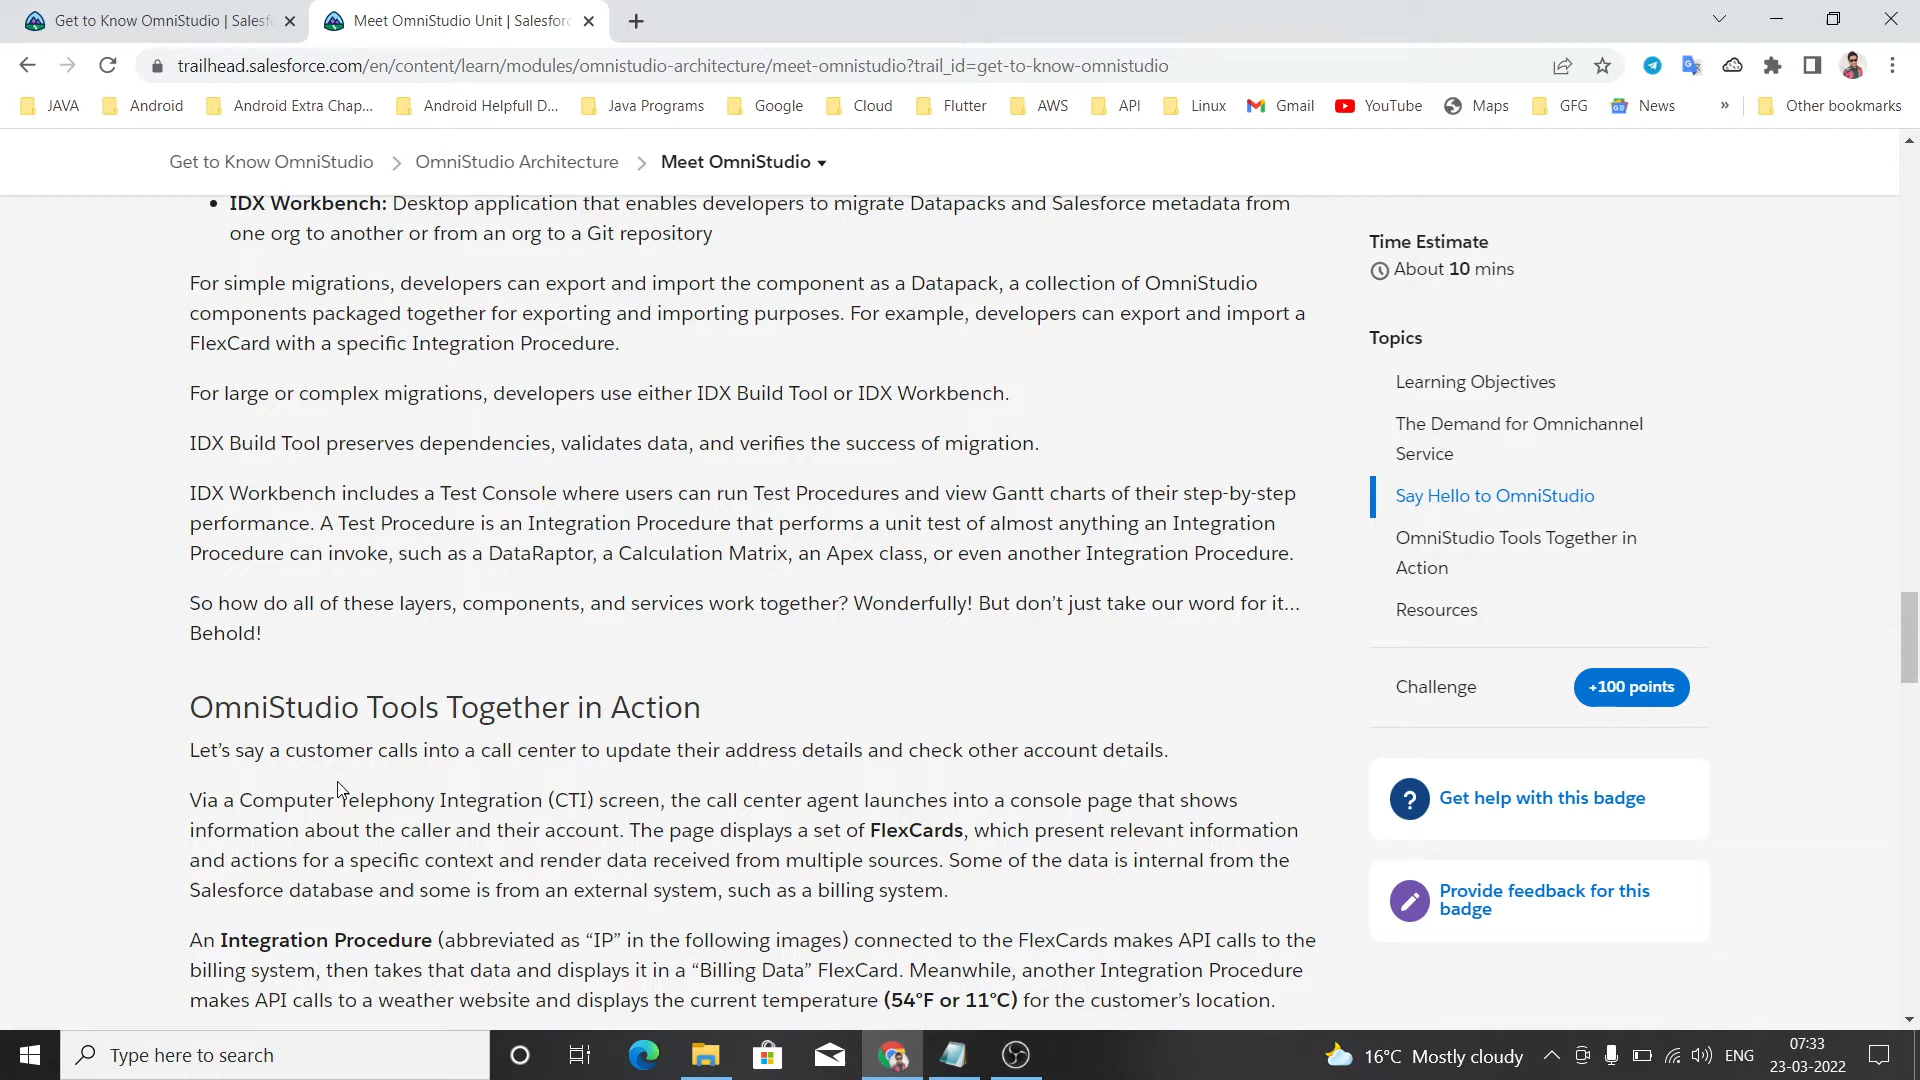 Get to Know OmniStudio | Salesf
Meet OmniStudio Unit | Salesforc
trailhead.salesforce.com/en/content/learn/modules/omnistudio-architecture/meet-omnistudio?trail_id=get-to-know-omnistudio
JAVA
Android
Android Extra Chap...
Android Helpfull D...
Java Programs
Google
Cloud
Flutter
AWS
API
Linux
Gmail
YouTube
Maps
GFG
News
»
Other bookmarks
Get to Know OmniStudio
OmniStudio Architecture
Meet OmniStudio
• IDX Workbench: Desktop application that enables developers to migrate Datapacks and Salesforce metadata from
one org to another or from an org to a Git repository
For simple migrations, developers can export and import the component as a Datapack, a collection of OmniStudio
components packaged together for exporting and importing purposes. For example, developers can export and import a
FlexCard with a specific Integration Procedure.
For large or complex migrations, developers use either IDX Build Tool or IDX Workbench.
IDX Build Tool preserves dependencies, validates data, and verifies the success of migration.
IDX Workbench includes a Test Console where users can run Test Procedures and view Gantt charts of their step-by-step
performance. A Test Procedure is an Integration Procedure that performs a unit test of almost anything an Integration
Procedure can invoke, such as a DataRaptor, a Calculation Matrix, an Apex class, or even another Integration Procedure.
So how do all of these layers, components, and services work together? Wonderfully! But don’t just take our word for it…
Behold!
OmniStudio Tools Together in Action
Let’s say a customer calls into a call center to update their address details and check other account details.
Via a Computer Telephony Integration (CTI) screen, the call center agent launches into a console page that shows
information about the caller and their account. The page displays a set of FlexCards, which present relevant information
and actions for a specific context and render data received from multiple sources. Some of the data is internal from the
Salesforce database and some is from an external system, such as a billing system.
An Integration Procedure (abbreviated as “IP” in the following images) connected to the FlexCards makes API calls to the
billing system, then takes that data and displays it in a “Billing Data” FlexCard. Meanwhile, another Integration Procedure
makes API calls to a weather website and displays the current temperature (54°F or 11°C) for the customer’s location.
Time Estimate
About 10 mins
Topics
Learning Objectives
The Demand for Omnichannel
Service
Say Hello to OmniStudio
OmniStudio Tools Together in
Action
Resources
Challenge
+100 points
Get help with this badge
Provide feedback for this
badge
Type here to search
16°C Mostly cloudy
ENG
07:33
23-03-2022